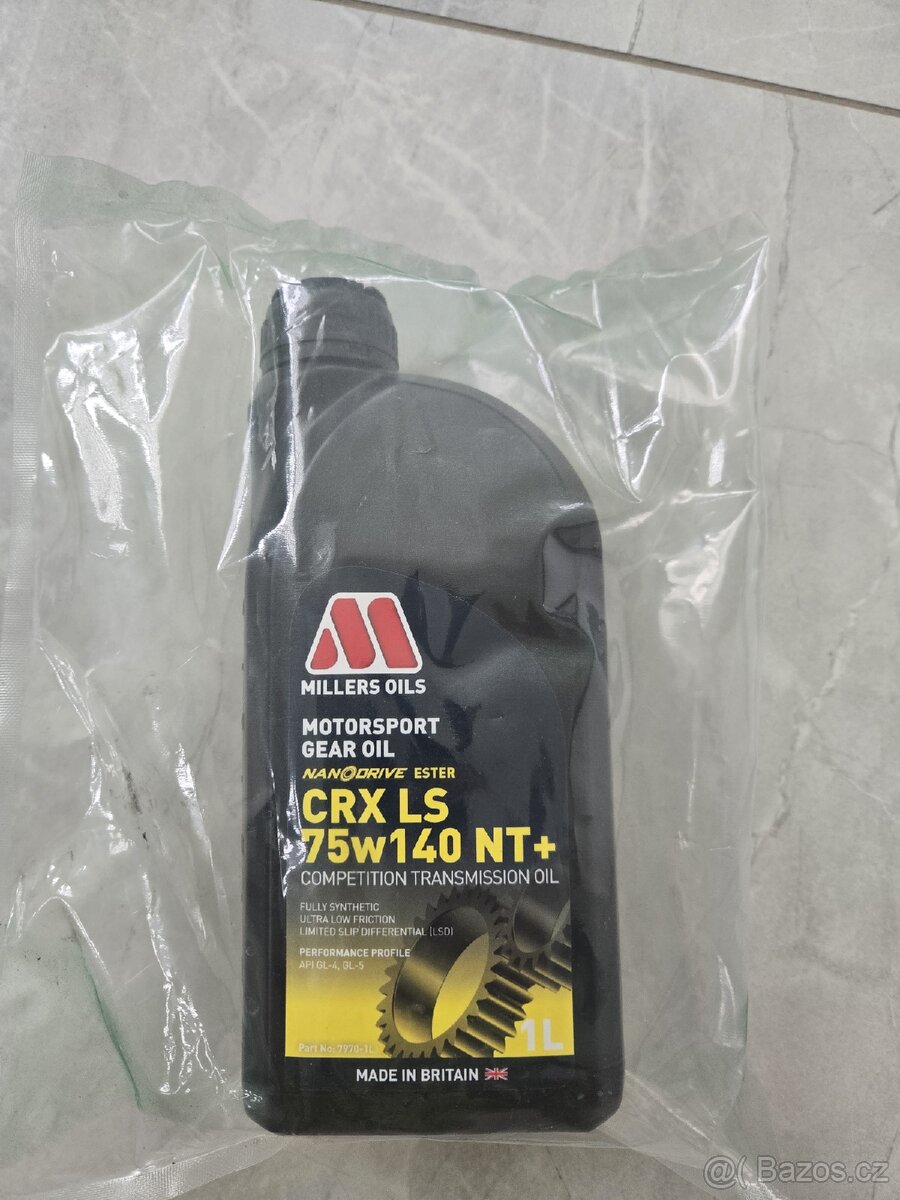 MILLERS OILS
MOTORSPORT
GEAR OIL
NANODRIVE ESTER
CRX LS
75w140 NT+
COMPETITION TRANSMISSION OIL
FULLY SYNTHETIC
ULTRA LOW FRICTION
LIMITED SLIP DIFFERENTIAL (LSD)
PERFORMANCE PROFILE
API GL-4, GL-5
1L
Part No: 7970-1L
MADE IN BRITAIN
@( Bazos.cz